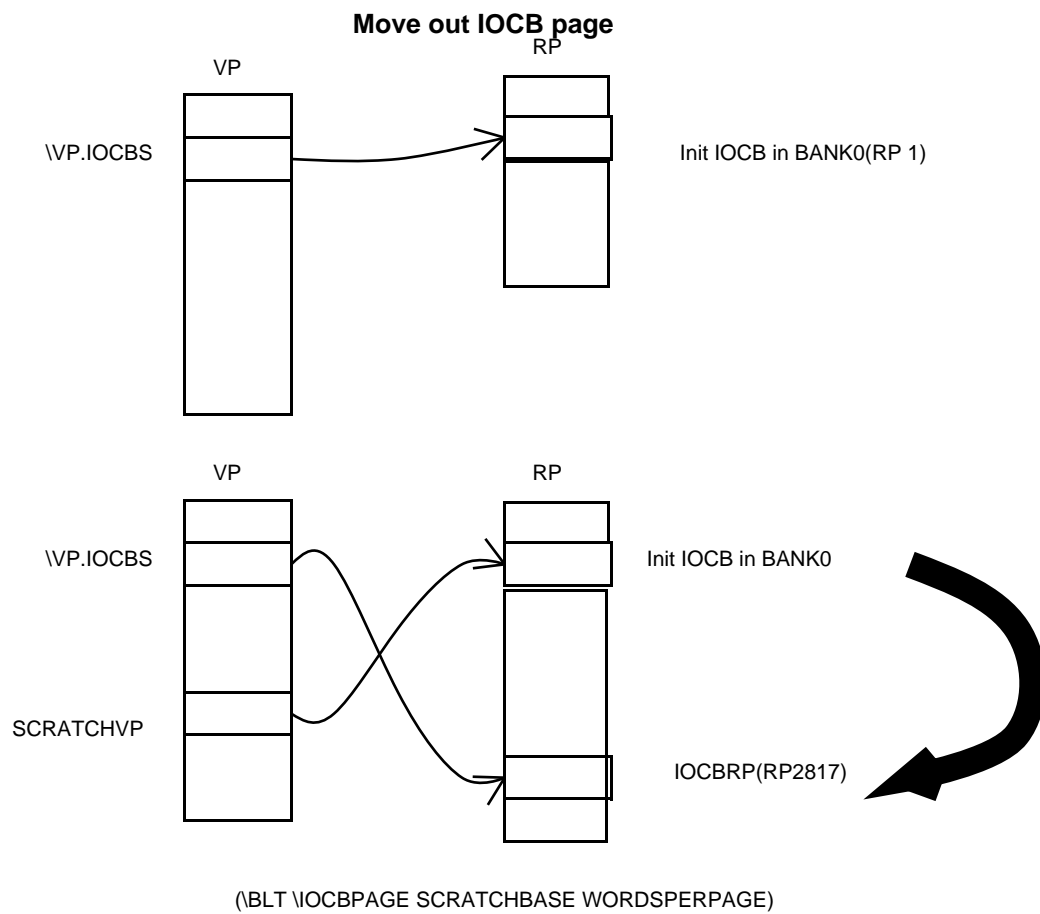 Move out IOCB page
VP
RP
\VP.IOCBS
Init IOCB in BANK0(RP 1)
VP
RP
\VP.IOCBS
Init IOCB in BANK0
SCRATCHVP
IOCBRP(RP2817)
(\BLT \IOCBPAGE SCRATCHBASE WORDSPERPAGE)